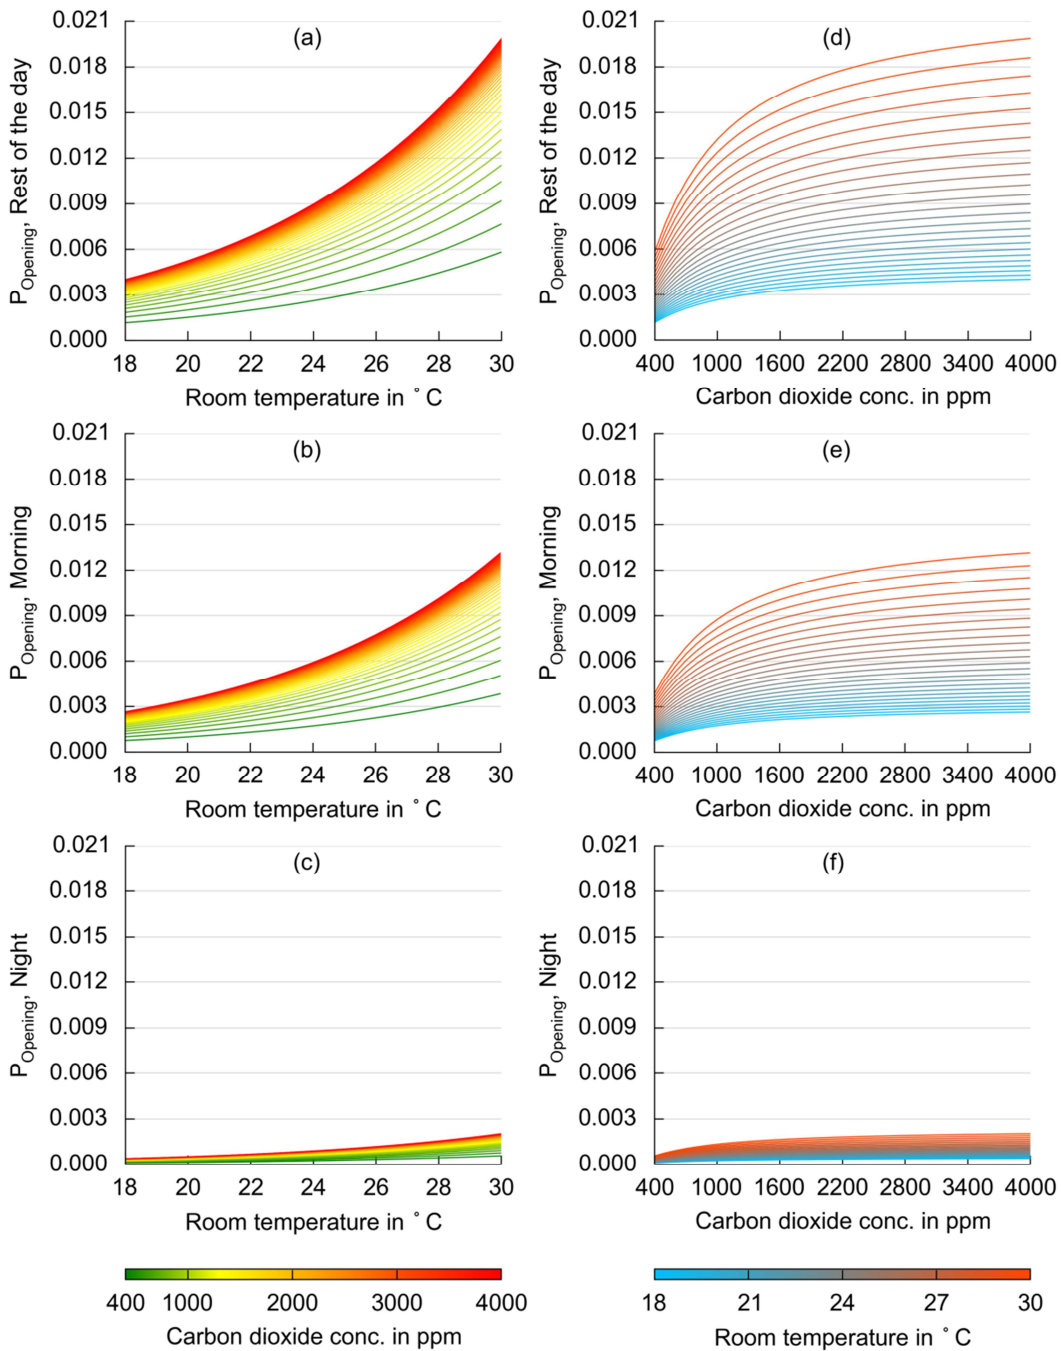 (a)
P_Opening, Rest of the day
0.021
0.018
0.015
0.012
0.009
0.006
0.003
0.000
18 20 22 24 26 28 30
Room temperature in °C
(d)
P_Opening, Rest of the day
0.021
0.018
0.015
0.012
0.009
0.006
0.003
0.000
400 1000 1600 2200 2800 3400 4000
Carbon dioxide conc. in ppm
(b)
P_Opening, Morning
0.021
0.018
0.015
0.012
0.009
0.006
0.003
0.000
18 20 22 24 26 28 30
Room temperature in °C
(e)
P_Opening, Morning
0.021
0.018
0.015
0.012
0.009
0.006
0.003
0.000
400 1000 1600 2200 2800 3400 4000
Carbon dioxide conc. in ppm
(c)
P_Opening, Night
0.021
0.018
0.015
0.012
0.009
0.006
0.003
0.000
18 20 22 24 26 28 30
Room temperature in °C
(f)
P_Opening, Night
0.021
0.018
0.015
0.012
0.009
0.006
0.003
0.000
400 1000 1600 2200 2800 3400 4000
Carbon dioxide conc. in ppm
400 1000 2000 3000 4000
Carbon dioxide conc. in ppm
18 21 24 27 30
Room temperature in °C